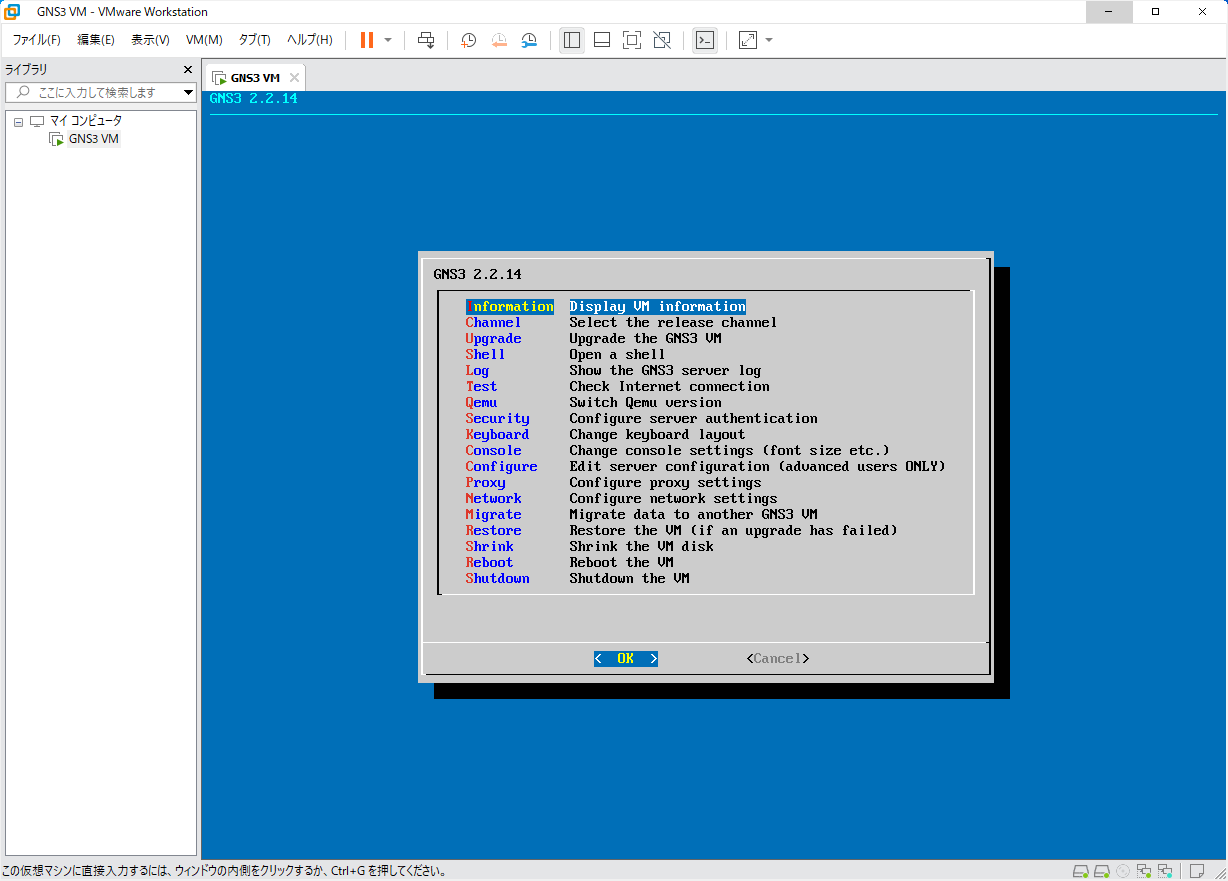 GNS3 VM - VMware Workstation
ファイル(F) 編集(E) 表示(V) VM(M) タブ(T) ヘルプ(H)
ライブラリ
ここに入力して検索します
マイ コンピュータ
GNS3 VM
GNS3 VM
GNS3 2.2.14
GNS3 2.2.14
Information Display VM information
Channel Select the release channel
Upgrade Upgrade the GNS3 VM
Shell Open a shell
Log Show the GNS3 server log
Test Check Internet connection
Qemu Switch Qemu version
Security Configure server authentication
Keyboard Change keyboard layout
Console Change console settings (font size etc.)
Configure Edit server configuration (advanced users ONLY)
Proxy Configure proxy settings
Network Configure network settings
Migrate Migrate data to another GNS3 VM
Restore Restore the VM (if an upgrade has failed)
Shrink Shrink the VM disk
Reboot Reboot the VM
Shutdown Shutdown the VM
< OK > <Cancel>
この仮想マシンに直接入力するには、ウィンドウの内側をクリックするか、Ctrl+G を押してください。